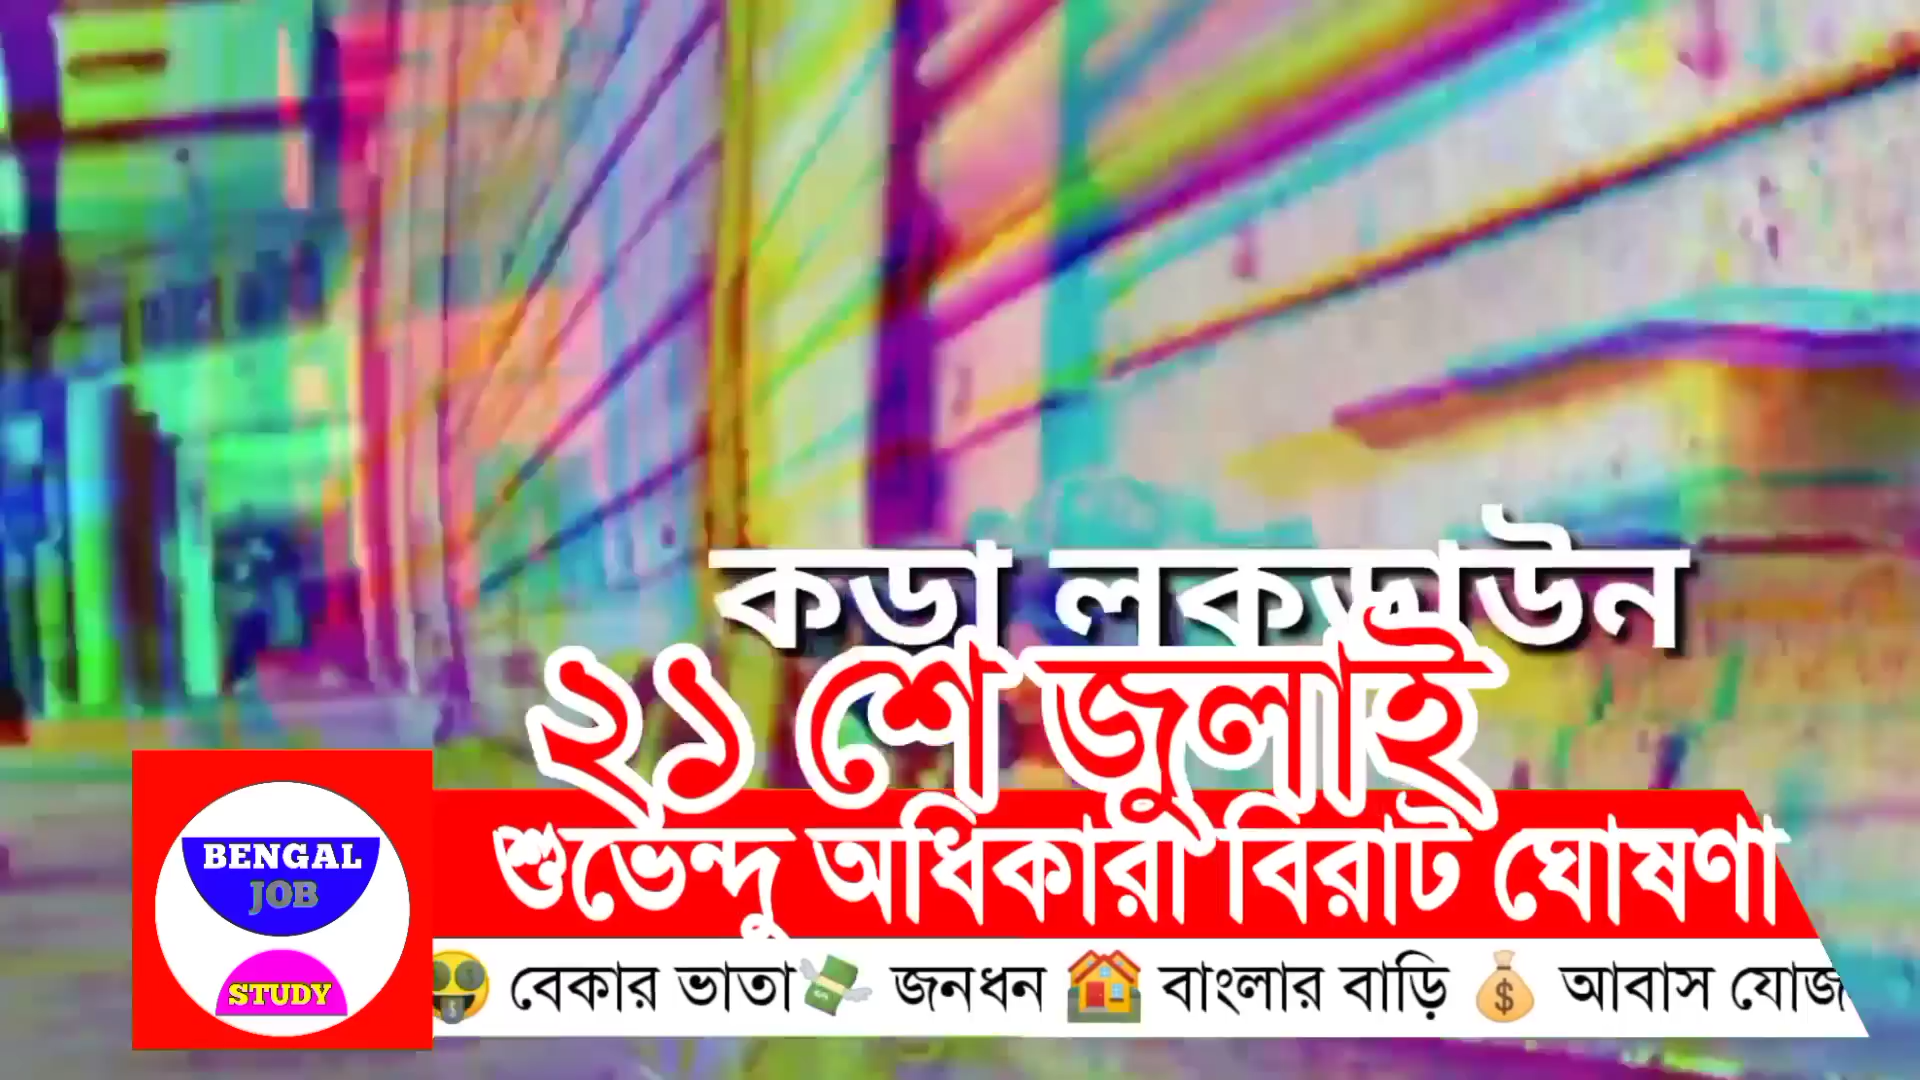 কড়া লকডাউন
২১ শে জুলাই
শুভেন্দু অধিকারী বিরাট ঘোষণা
BENGAL
JOB
STUDY
🤑 বেকার ভাতা💸 জনধন 🏠 বাংলার বাড়ি 💰 আবাস যোজ